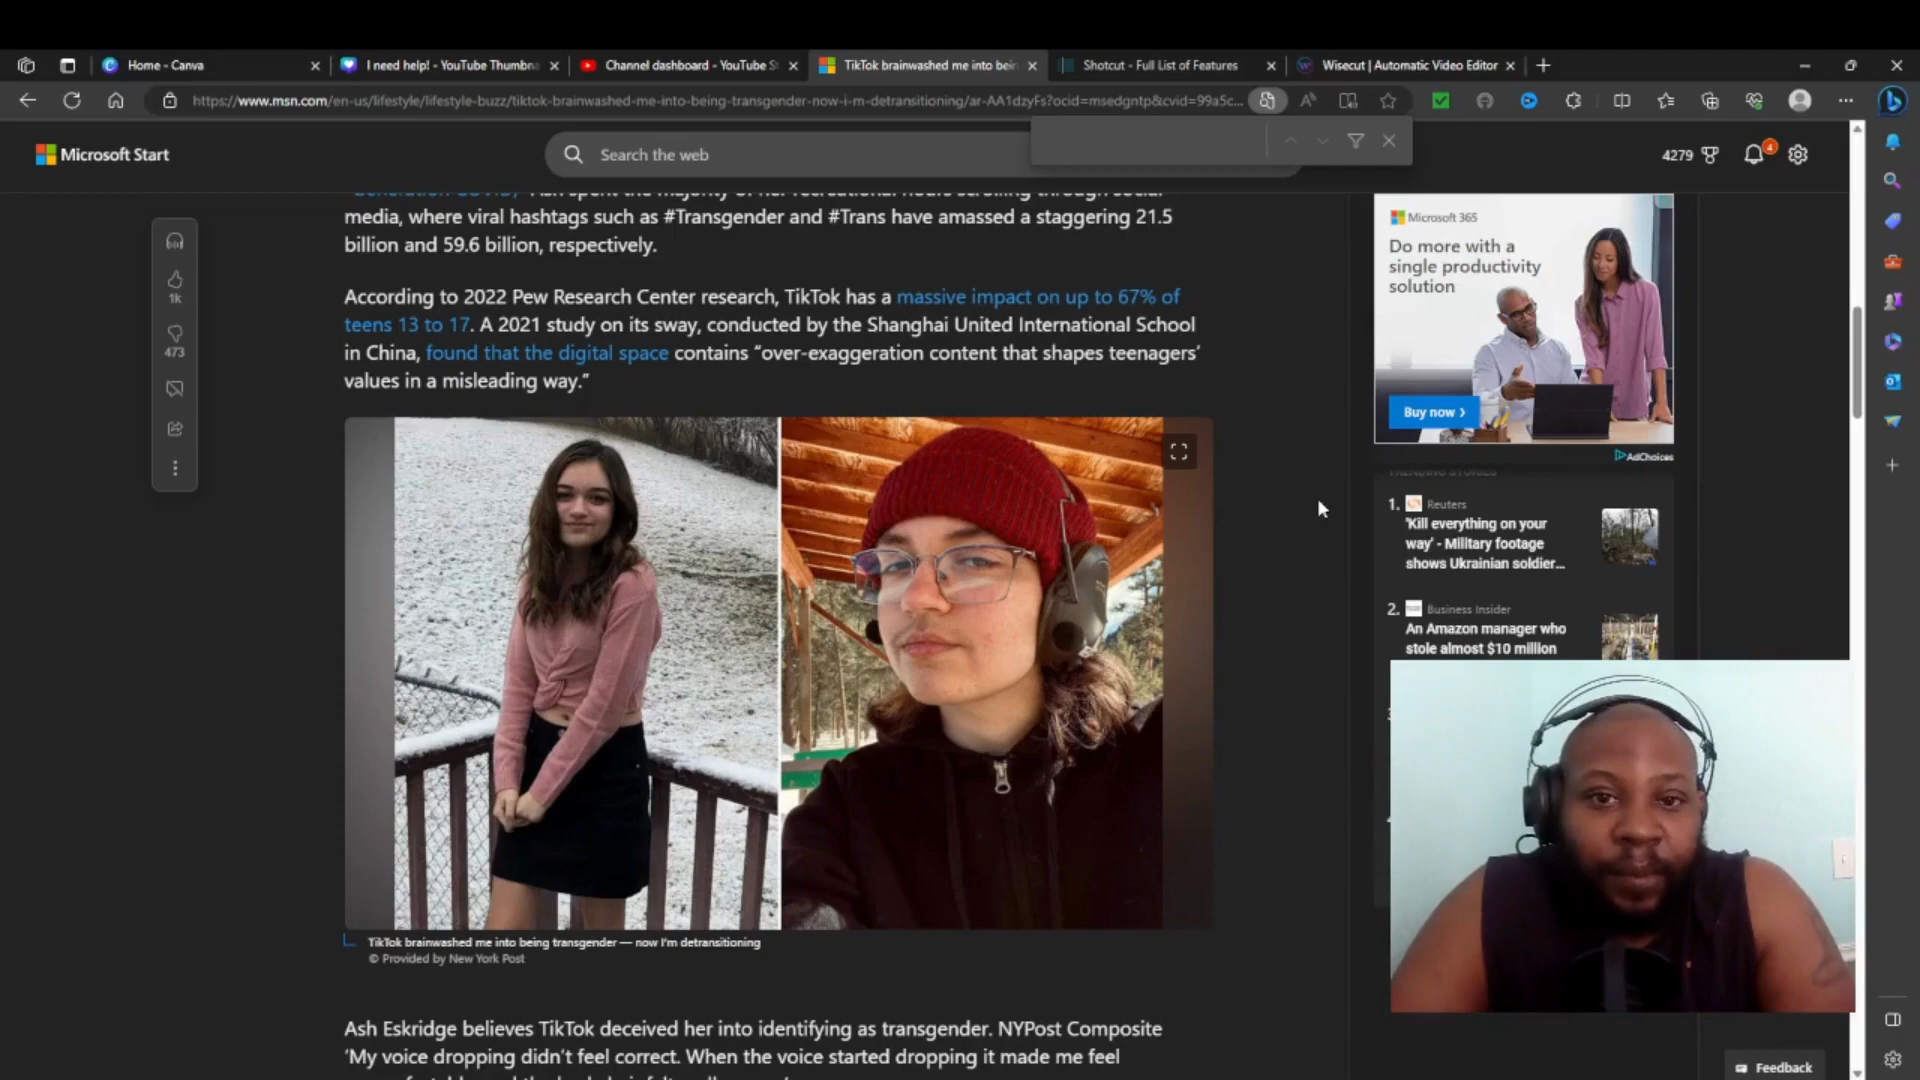 Home - Canva
I need help! - YouTube Thumbna
Channel dashboard - YouTube St
TikTok brainwashed me into bein
Shotcut - Full List of Features
Wisecut | Automatic Video Editor
https://www.msn.com/en-us/lifestyle/lifestyle-buzz/tiktok-brainwashed-me-into-being-transgender-now-i-m-detransitioning/ar-AA1dzyFs?ocid=msedgntp&cvid=99a5c...
Microsoft Start
Search the web
4279
4
media, where viral hashtags such as #Transgender and #Trans have amassed a staggering 21.5
billion and 59.6 billion, respectively.
According to 2022 Pew Research Center research, TikTok has a massive impact on up to 67% of
teens 13 to 17. A 2021 study on its sway, conducted by the Shanghai United International School
in China, found that the digital space contains “over-exaggeration content that shapes teenagers’
values in a misleading way.”
1k
473
TikTok brainwashed me into being transgender — now I'm detransitioning
© Provided by New York Post
Ash Eskridge believes TikTok deceived her into identifying as transgender. NYPost Composite
‘My voice dropping didn’t feel correct. When the voice started dropping it made me feel
Microsoft 365
Do more with a
single productivity
solution
Buy now >
AdChoices
TRENDING STORIES
1. Reuters
'Kill everything on your
way' - Military footage
shows Ukrainian soldier...
2. Business Insider
An Amazon manager who
stole almost $10 million
Feedback